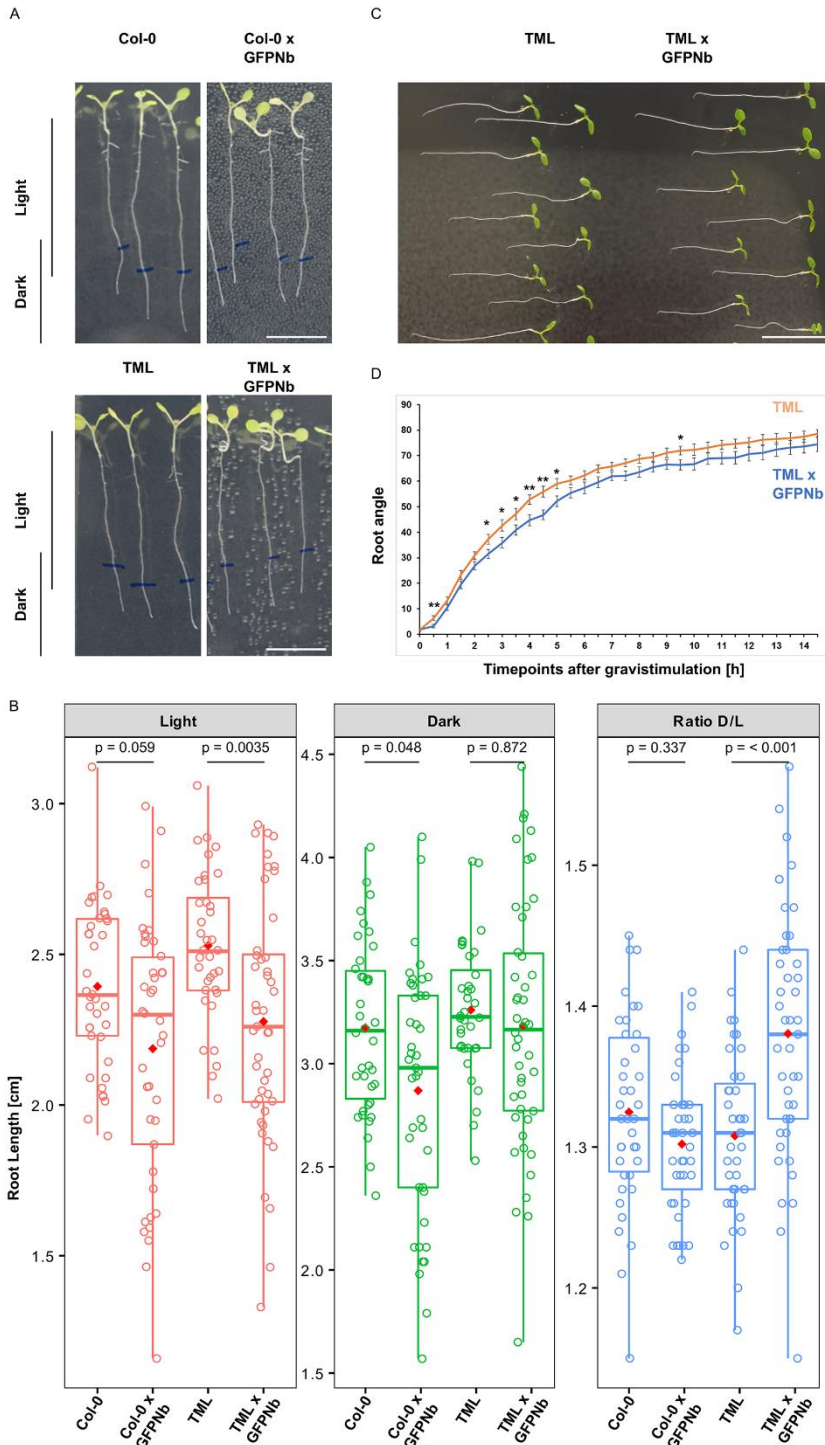 A
Col-0
Col-0 x
GFPNb
Light
Dark
TML
TML x
GFPNb
Light
Dark
C
TML
TML x
GFPNb
D
Root angle
90
80
70
60
50
40
30
20
10
0
**
*
*
*
**
**
*
*
TML
TML x
GFPNb
0 1 2 3 4 5 6 7 8 9 10 11 12 13 14
Timepoints after gravistimulation [h]
B
Root Length [cm]
Light
p = 0.059
p = 0.0035
3.0
2.5
2.0
1.5
Col-0
Col-0 x
GFPNb
TML
TML x
GFPNb
Dark
p = 0.048
p = 0.872
4.5
4.0
3.5
3.0
2.5
2.0
1.5
Col-0
Col-0 x
GFPNb
TML
TML x
GFPNb
Ratio D/L
p = 0.337
p = < 0.001
1.5
1.4
1.3
1.2
Col-0
Col-0 x
GFPNb
TML
TML x
GFPNb